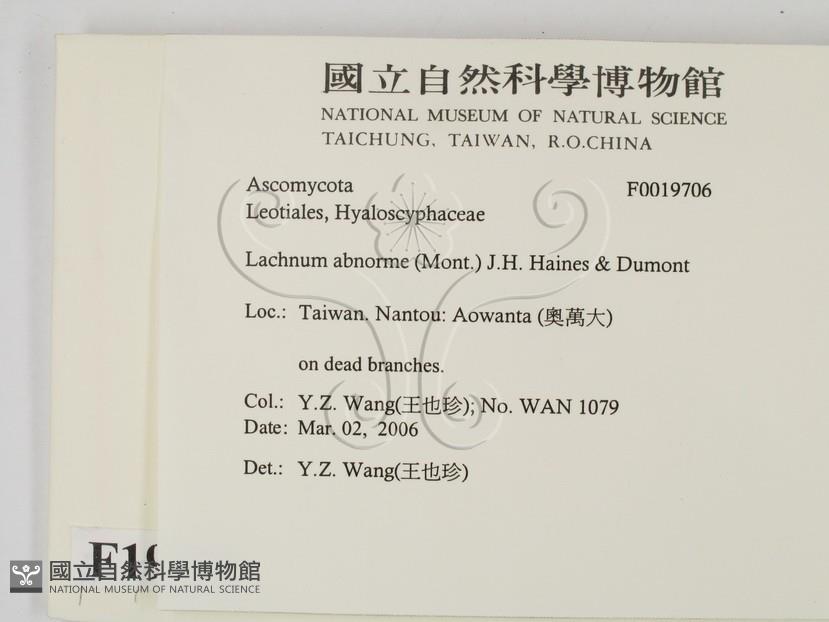 國立自然科學博物館
NATIONAL MUSEUM OF NATURAL SCIENCE
TAICHUNG, TAIWAN, R.O.CHINA
Ascomycota F0019706
Leotiales, Hyaloscyphaceae
Lachnum abnorme (Mont.) J.H. Haines & Dumont
Loc.: Taiwan. Nantou: Aowanta (奧萬大)
on dead branches.
Col.: Y.Z. Wang(王也珍); No. WAN 1079
Date: Mar. 02, 2006
Det.: Y.Z. Wang(王也珍)
F19
國立自然科學博物館
NATIONAL MUSEUM OF NATURAL SCIENCE